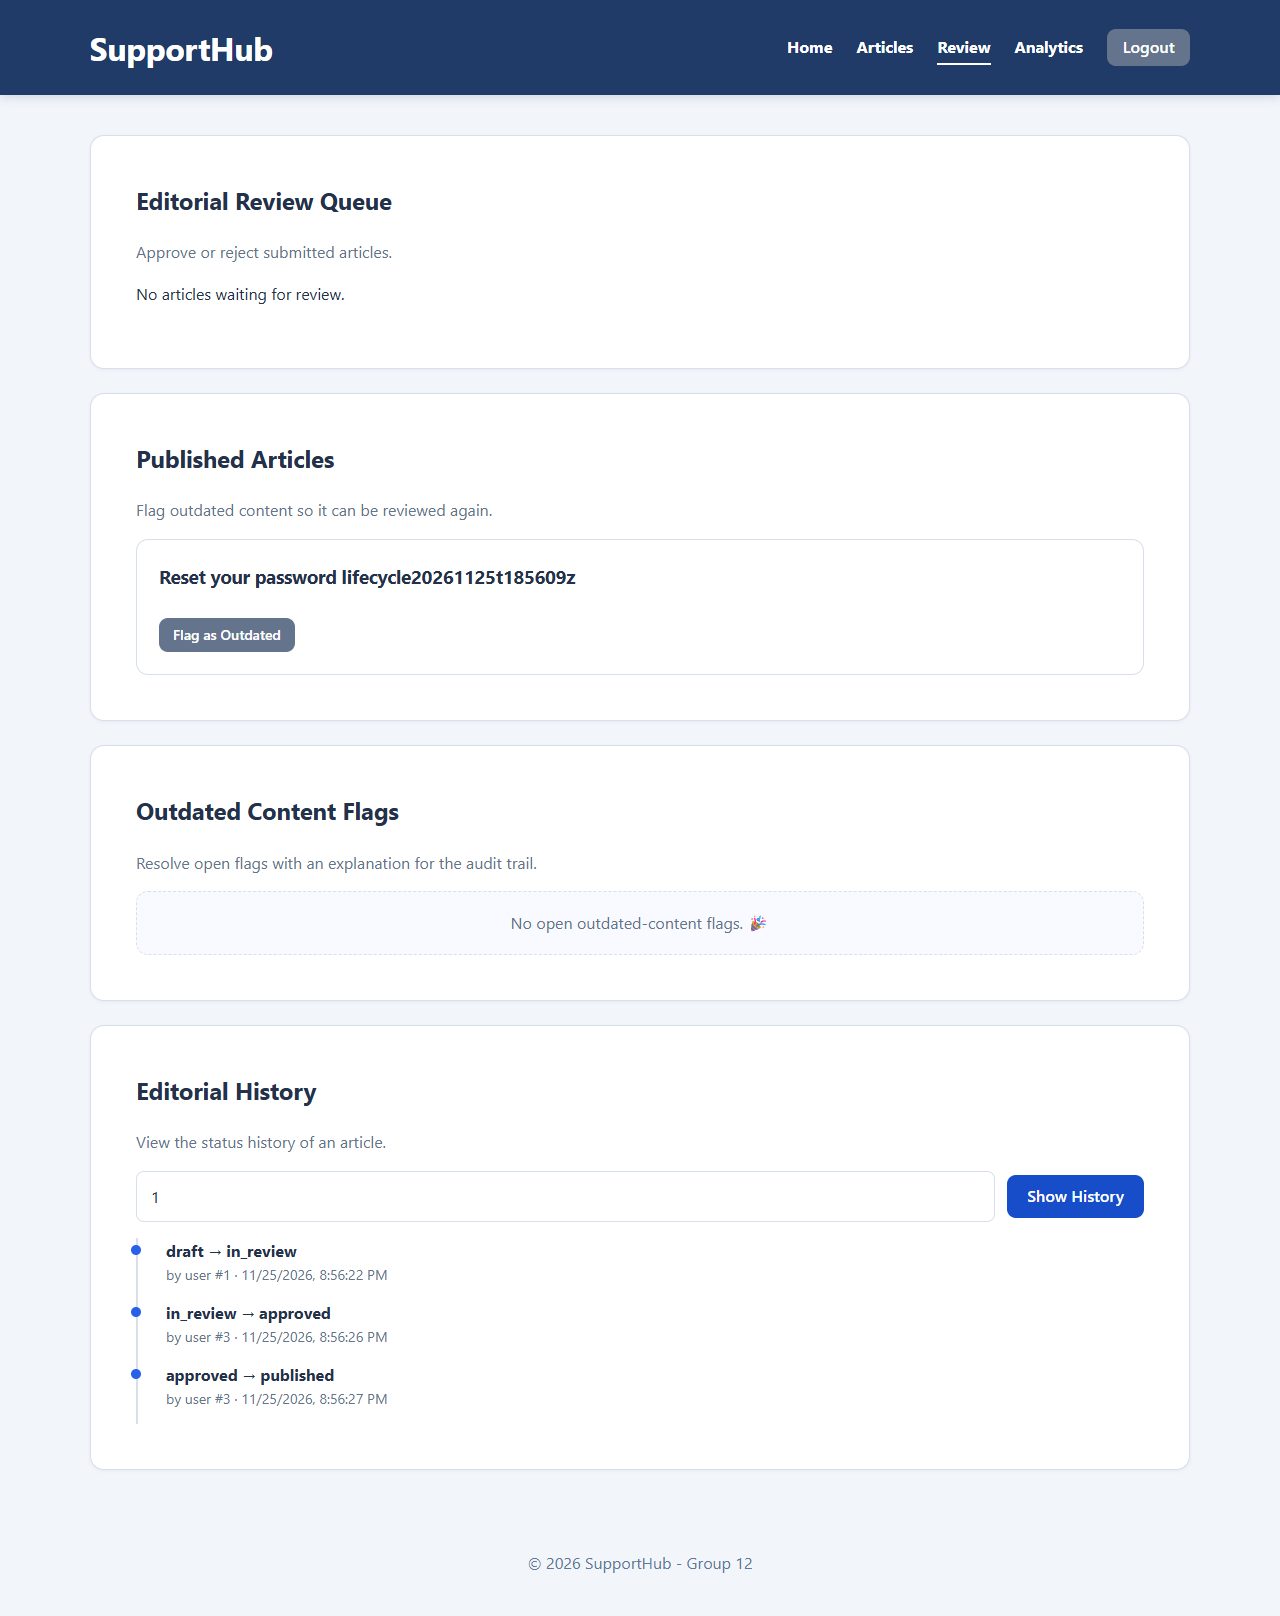 SupportHub
Home Articles Review Analytics Logout
Editorial Review Queue
Approve or reject submitted articles.
No articles waiting for review.
Published Articles
Flag outdated content so it can be reviewed again.
Reset your password lifecycle20261125t185609z
Flag as Outdated
Outdated Content Flags
Resolve open flags with an explanation for the audit trail.
No open outdated-content flags. 🎉
Editorial History
View the status history of an article.
1 Show History
draft → in_review
by user #1 · 11/25/2026, 8:56:22 PM
in_review → approved
by user #3 · 11/25/2026, 8:56:26 PM
approved → published
by user #3 · 11/25/2026, 8:56:27 PM
© 2026 SupportHub - Group 12